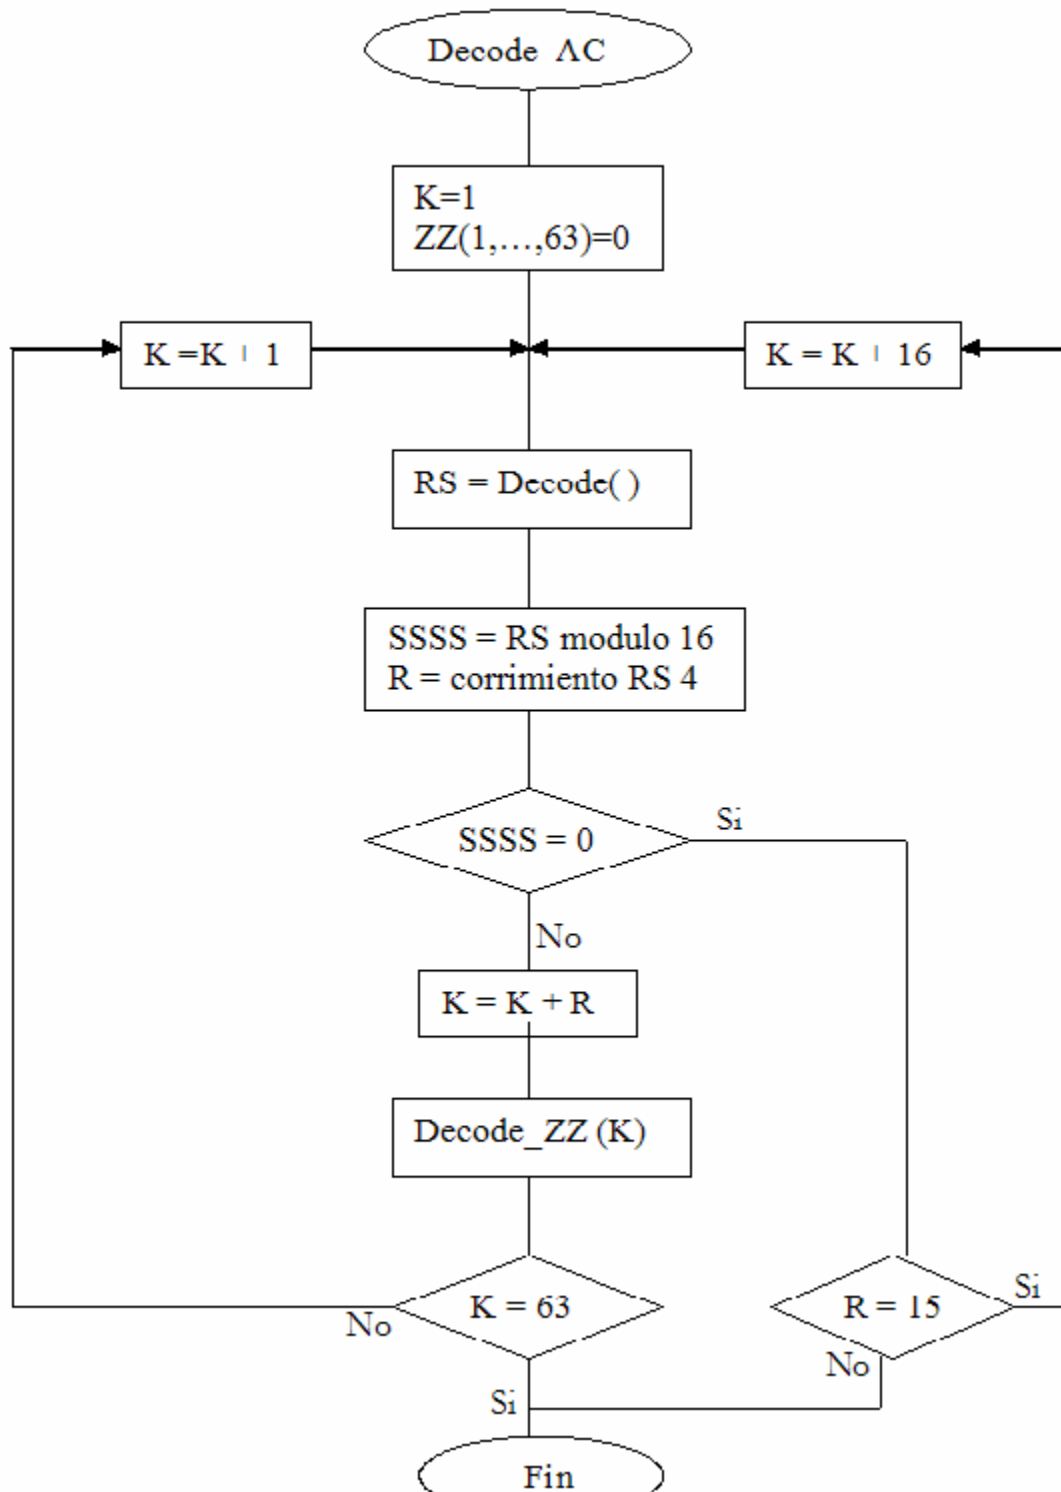 Decode AC
K=1
ZZ(1,...,63)=0
K =K + 1
K = K + 16
RS = Decode( )
SSSS = RS modulo 16
R = corrimiento RS 4
SSSS = 0
Si
No
K = K + R
Decode_ZZ (K)
K = 63
No
R = 15
Si
No
Si
Fin